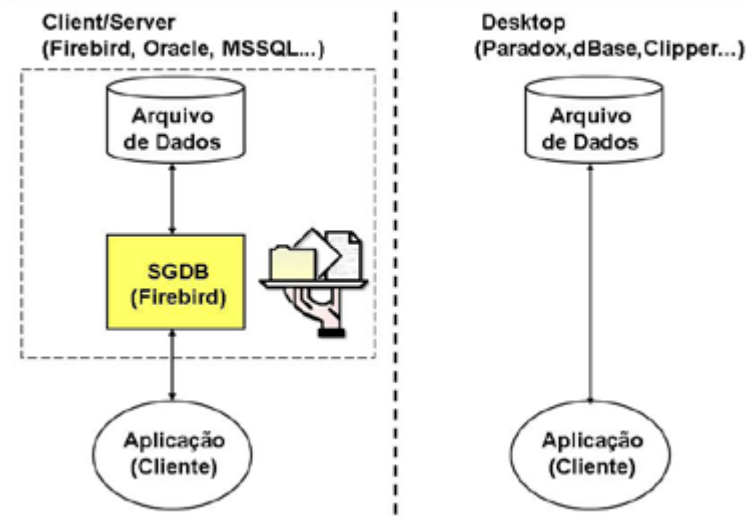 Client/Server
(Firebird, Oracle, MSSQL...)
Arquivo
de Dados
SGDB
(Firebird)
Aplicação
(Cliente)
Desktop
(Paradox,dBase,Clipper...)
Arquivo
de Dados
Aplicação
(Cliente)